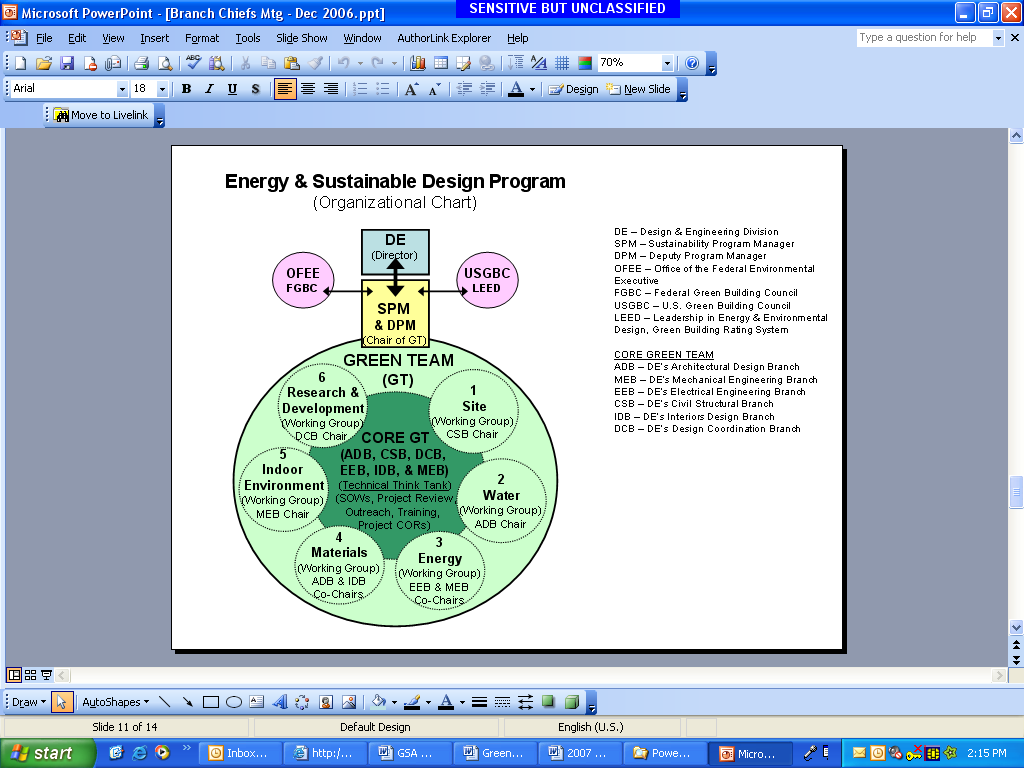 SENSITIVE BUT UNCLASSIFIED
Microsoft PowerPoint - [Branch Chiefs Mtg - Dec 2006.ppt]
File Edit View Insert Format Tools Slide Show Window AuthorLink Explorer Help
Type a question for help
70%
Arial 18 B I U S A A A Design New Slide
Move to Livelink
Energy & Sustainable Design Program
(Organizational Chart)
DE
(Director)
OFEE
FGBC
USGBC
LEED
SPM
& DPM
(Chair of GT)
GREEN TEAM
(GT)
6
Research &
Development
(Working Group)
DCB Chair
1
Site
(Working Group)
CSB Chair
CORE GT
(ADB, CSB, DCB,
EEB, IDB, & MEB)
(Technical Think Tank)
(SOWs, Project Review
Outreach, Training,
Project CORs)
5
Indoor
Environment
(Working Group)
MEB Chair
2
Water
(Working Group)
ADB Chair
4
Materials
(Working Group)
ADB & IDB
Co-Chairs
3
Energy
(Working Group)
EEB & MEB
Co-Chairs
DE – Design & Engineering Division
SPM – Sustainability Program Manager
DPM – Deputy Program Manager
OFEE – Office of the Federal Environmental
Executive
FGBC – Federal Green Building Council
USGBC – U.S. Green Building Council
LEED – Leadership in Energy & Environmental
Design, Green Building Rating System
CORE GREEN TEAM
ADB – DE's Architectural Design Branch
MEB – DE's Mechanical Engineering Branch
EEB – DE's Electrical Engineering Branch
CSB – DE's Civil Structural Branch
IDB – DE's Interiors Design Branch
DCB – DE's Design Coordination Branch
Draw AutoShapes
Slide 11 of 14 Default Design English (U.S.)
start Inbox... http:/... GSA ... Green... 2007 ... Powe... Micro... 2:15 PM